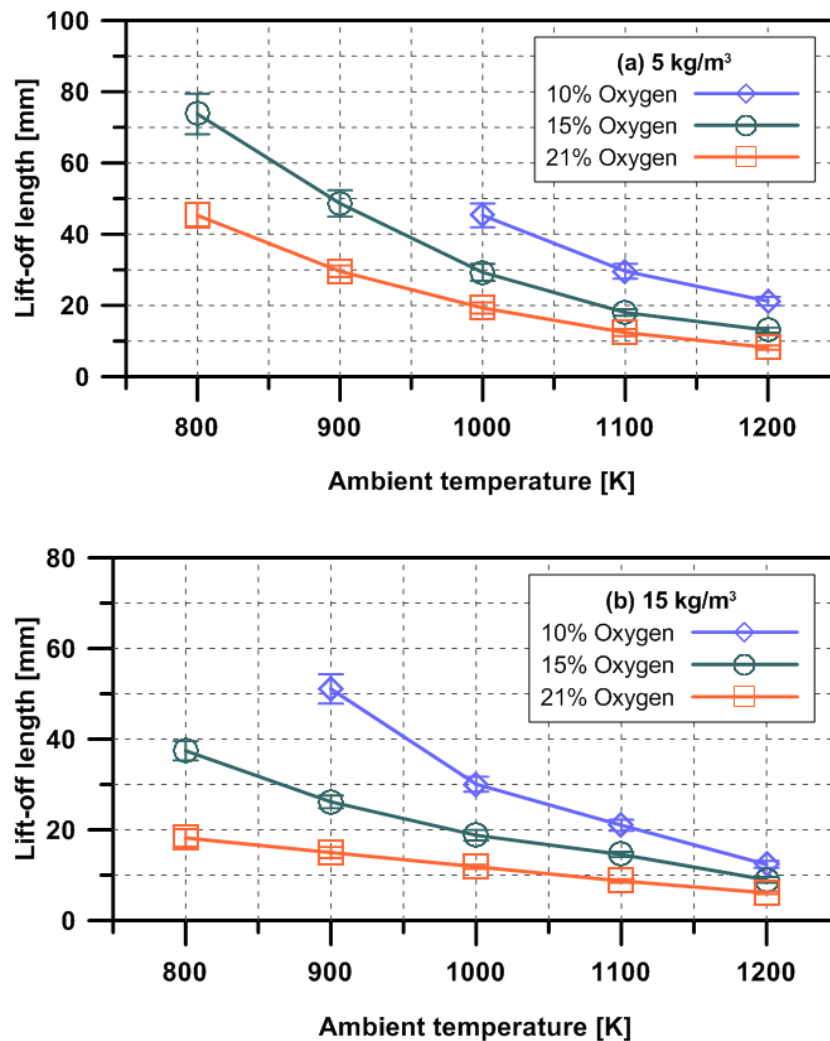 100
80
60
40
20
0
Lift-off length [mm]
(a) 5 kg/m³
10% Oxygen
15% Oxygen
21% Oxygen
800 900 1000 1100 1200
Ambient temperature [K]
80
60
40
20
0
Lift-off length [mm]
(b) 15 kg/m³
10% Oxygen
15% Oxygen
21% Oxygen
800 900 1000 1100 1200
Ambient temperature [K]